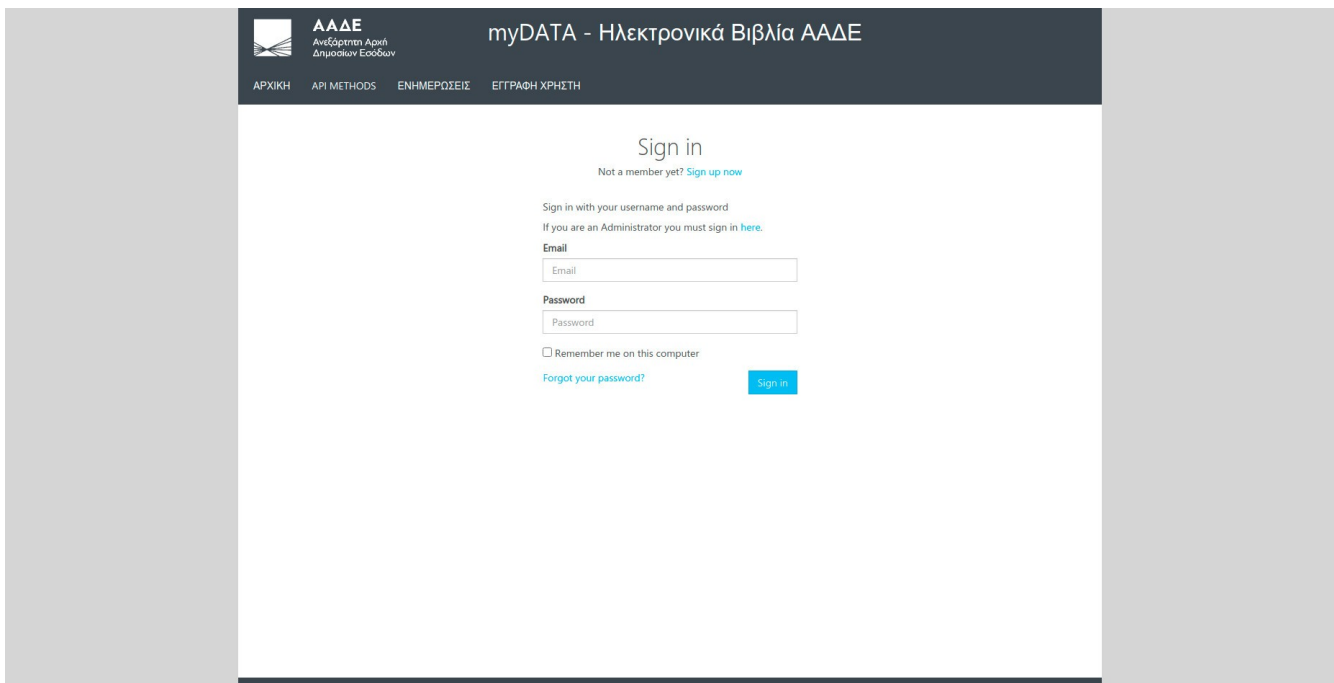 ΑΑΔΕ
Ανεξάρτητη Αρχή
Δημοσίων Εσόδων
myDATA - Ηλεκτρονικά Βιβλία ΑΑΔΕ
ΑΡΧΙΚΗ API METHODS ΕΝΗΜΕΡΩΣΕΙΣ ΕΓΓΡΑΦΗ ΧΡΗΣΤΗ
Sign in
Not a member yet? Sign up now
Sign in with your username and password
If you are an Administrator you must sign in here.
Email
Email
Password
Password
Remember me on this computer
Forgot your password? Sign in